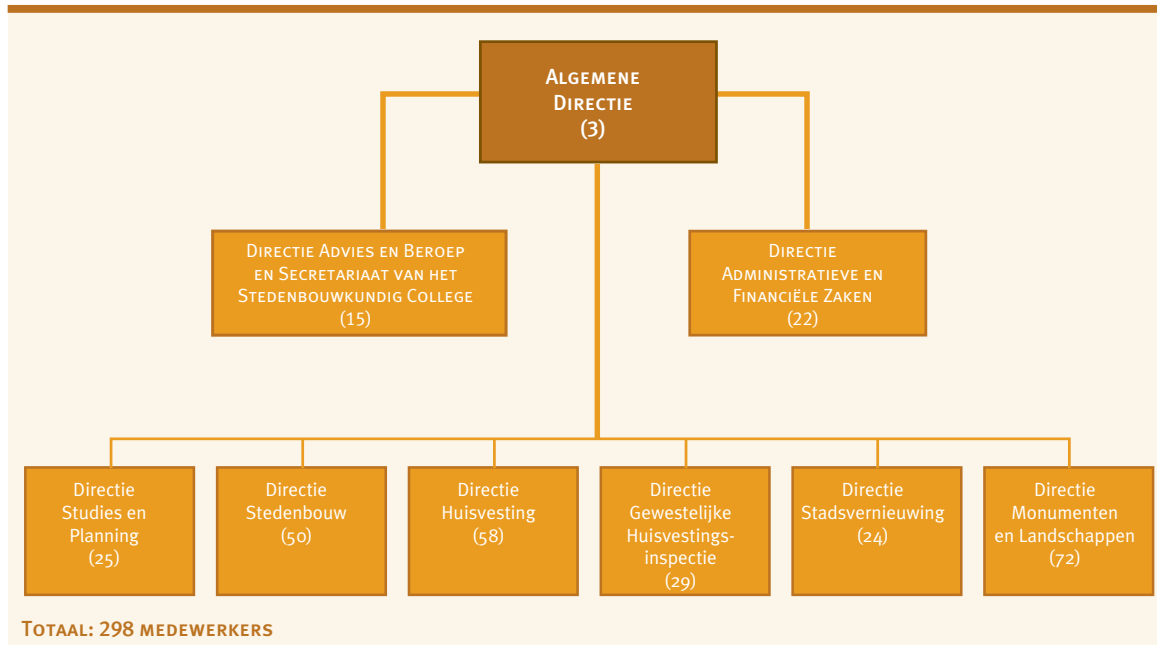 Algemene
Directie
(3)
Directie Advies en Beroep
en Secretariaat van het
Stedenbouwkundig College
(15)
Directie
Administratieve en
Financiële Zaken
(22)
Directie
Studies en
Planning
(25)
Directie
Stedenbouw
(50)
Directie
Huisvesting
(58)
Directie
Gewestelijke
Huisvestings-
inspectie
(29)
Directie
Stadsvernieuwing
(24)
Directie
Monumenten
en Landschappen
(72)
Totaal: 298 medewerkers